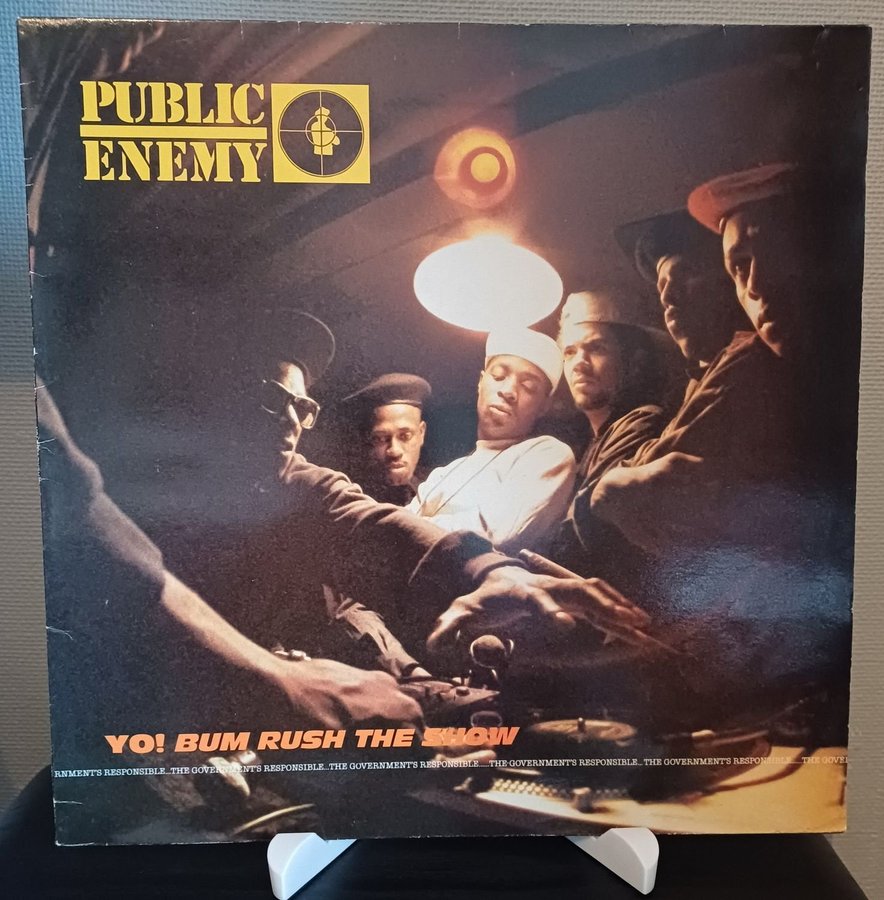 PUBLIC
ENEMY
YO! BUM RUSH THE SHOW
RNMENT'S RESPONSIBLE...THE GOVERNMENT'S RESPONSIBLE...THE GOVERNMENT'S RESPONSIBLE.....THE GOVERNMENT'S RESPONSIBLE...THE GOVERNMENT'S RESPONSIBLE.....THE GOVER